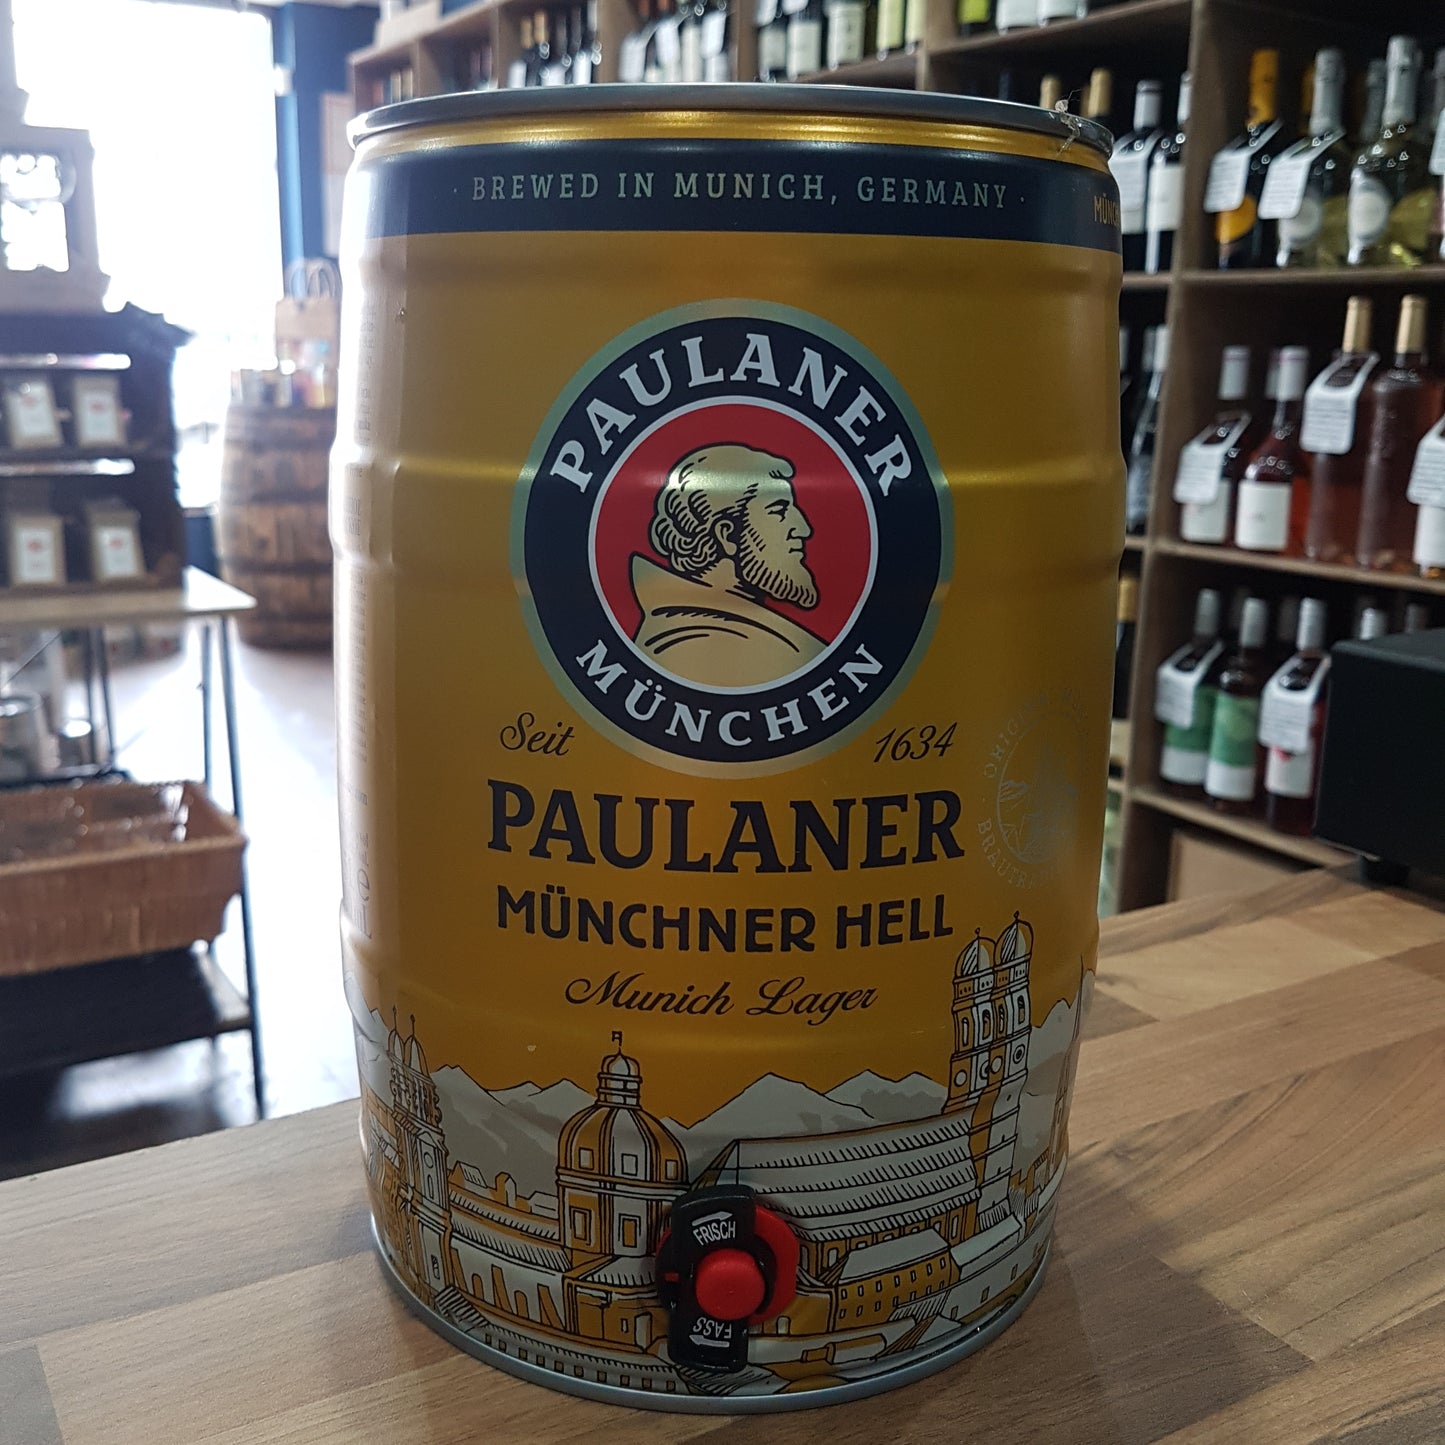 · BREWED IN MUNICH, GERMANY ·
PAULANER
MÜNCHEN
Seit 1634
PAULANER
MÜNCHNER HELL
Munich Lager
FRISCH
FASS